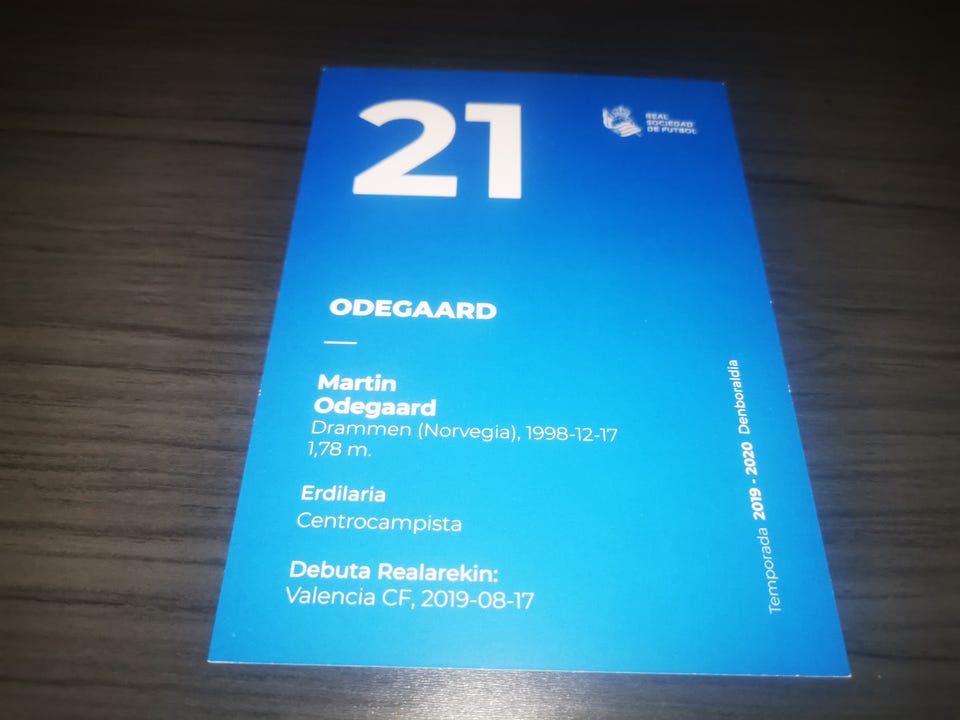 21
REAL
SOCIEDAD
DE FUTBOL
ODEGAARD
Martin
Odegaard
Drammen (Norvegia), 1998-12-17
1,78 m.
Erdilaria
Centrocampista
Debuta Realarekin:
Valencia CF, 2019-08-17
Temporada 2019 - 2020 Denboraldia